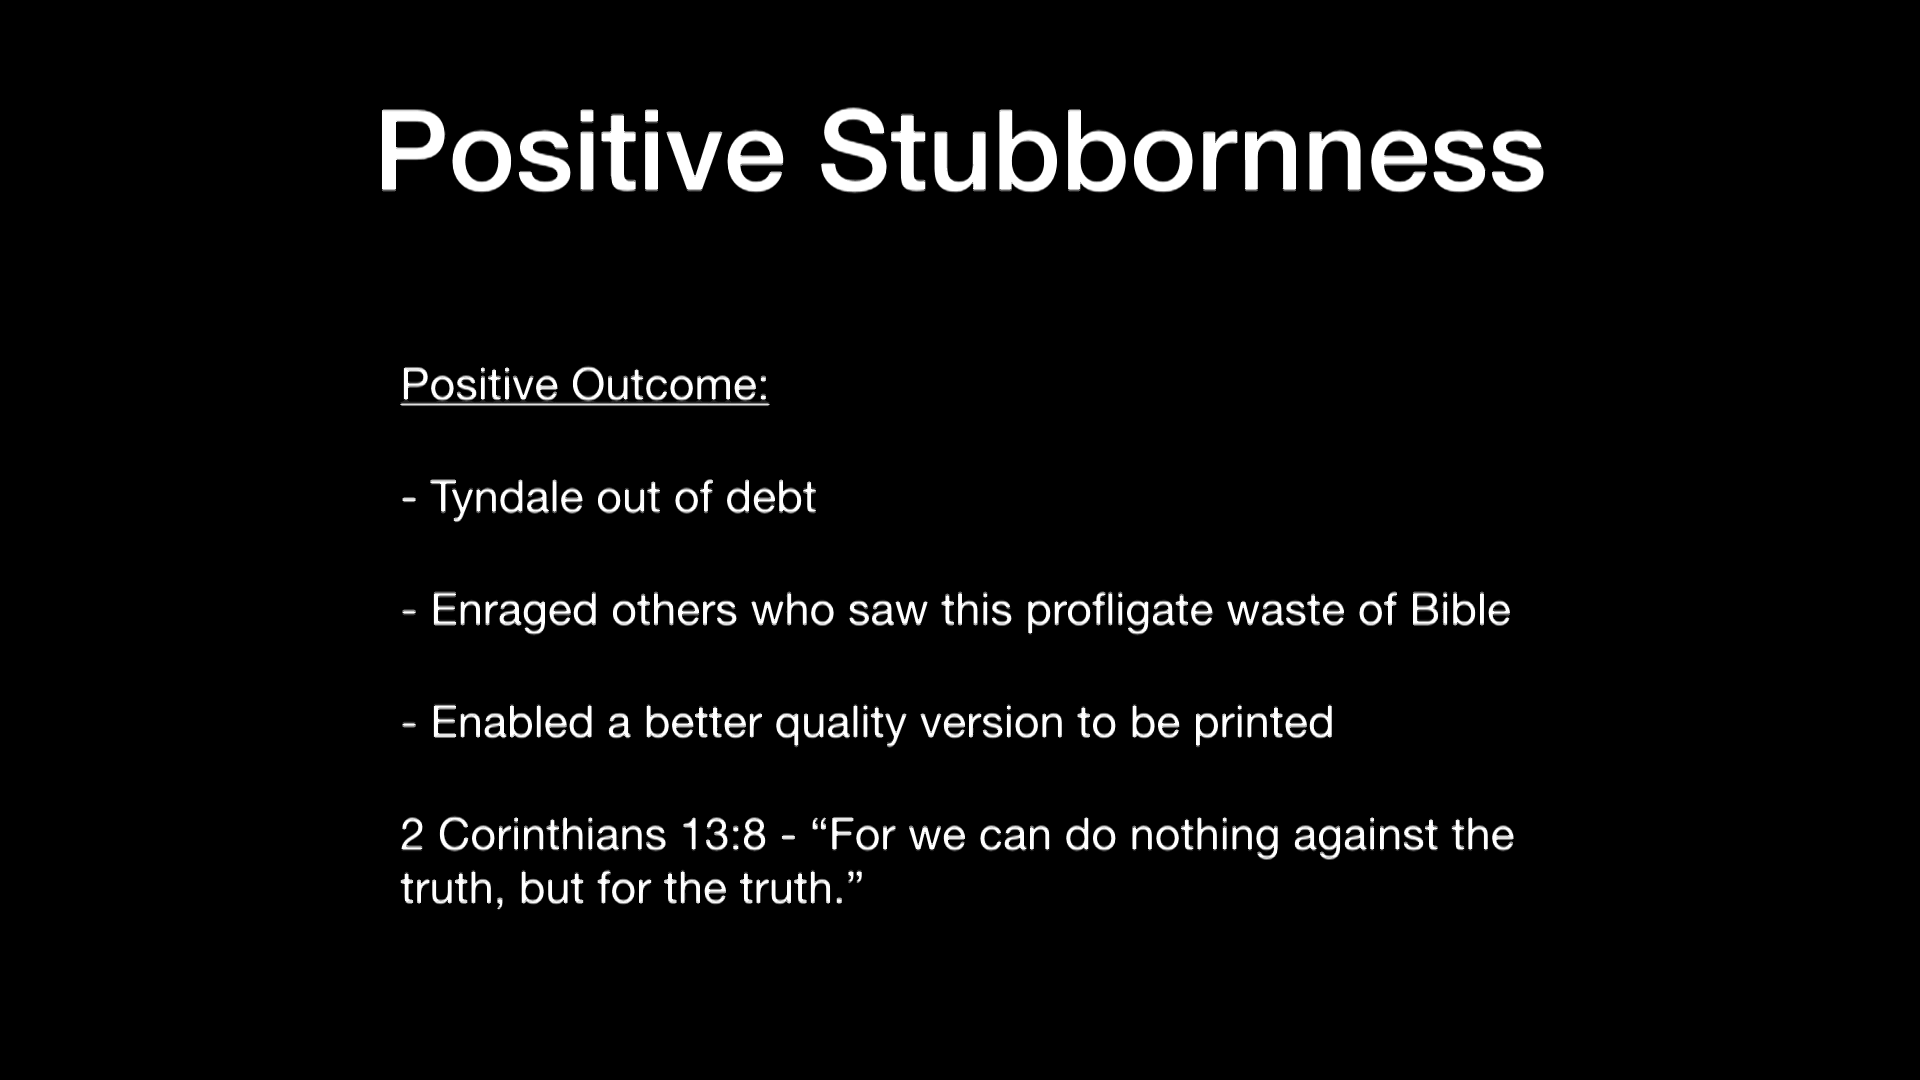 Positive Stubbornness
Positive Outcome:
- Tyndale out of debt
- Enraged others who saw this profligate waste of Bible
- Enabled a better quality version to be printed
2 Corinthians 13:8 - “For we can do nothing against the
truth, but for the truth.”